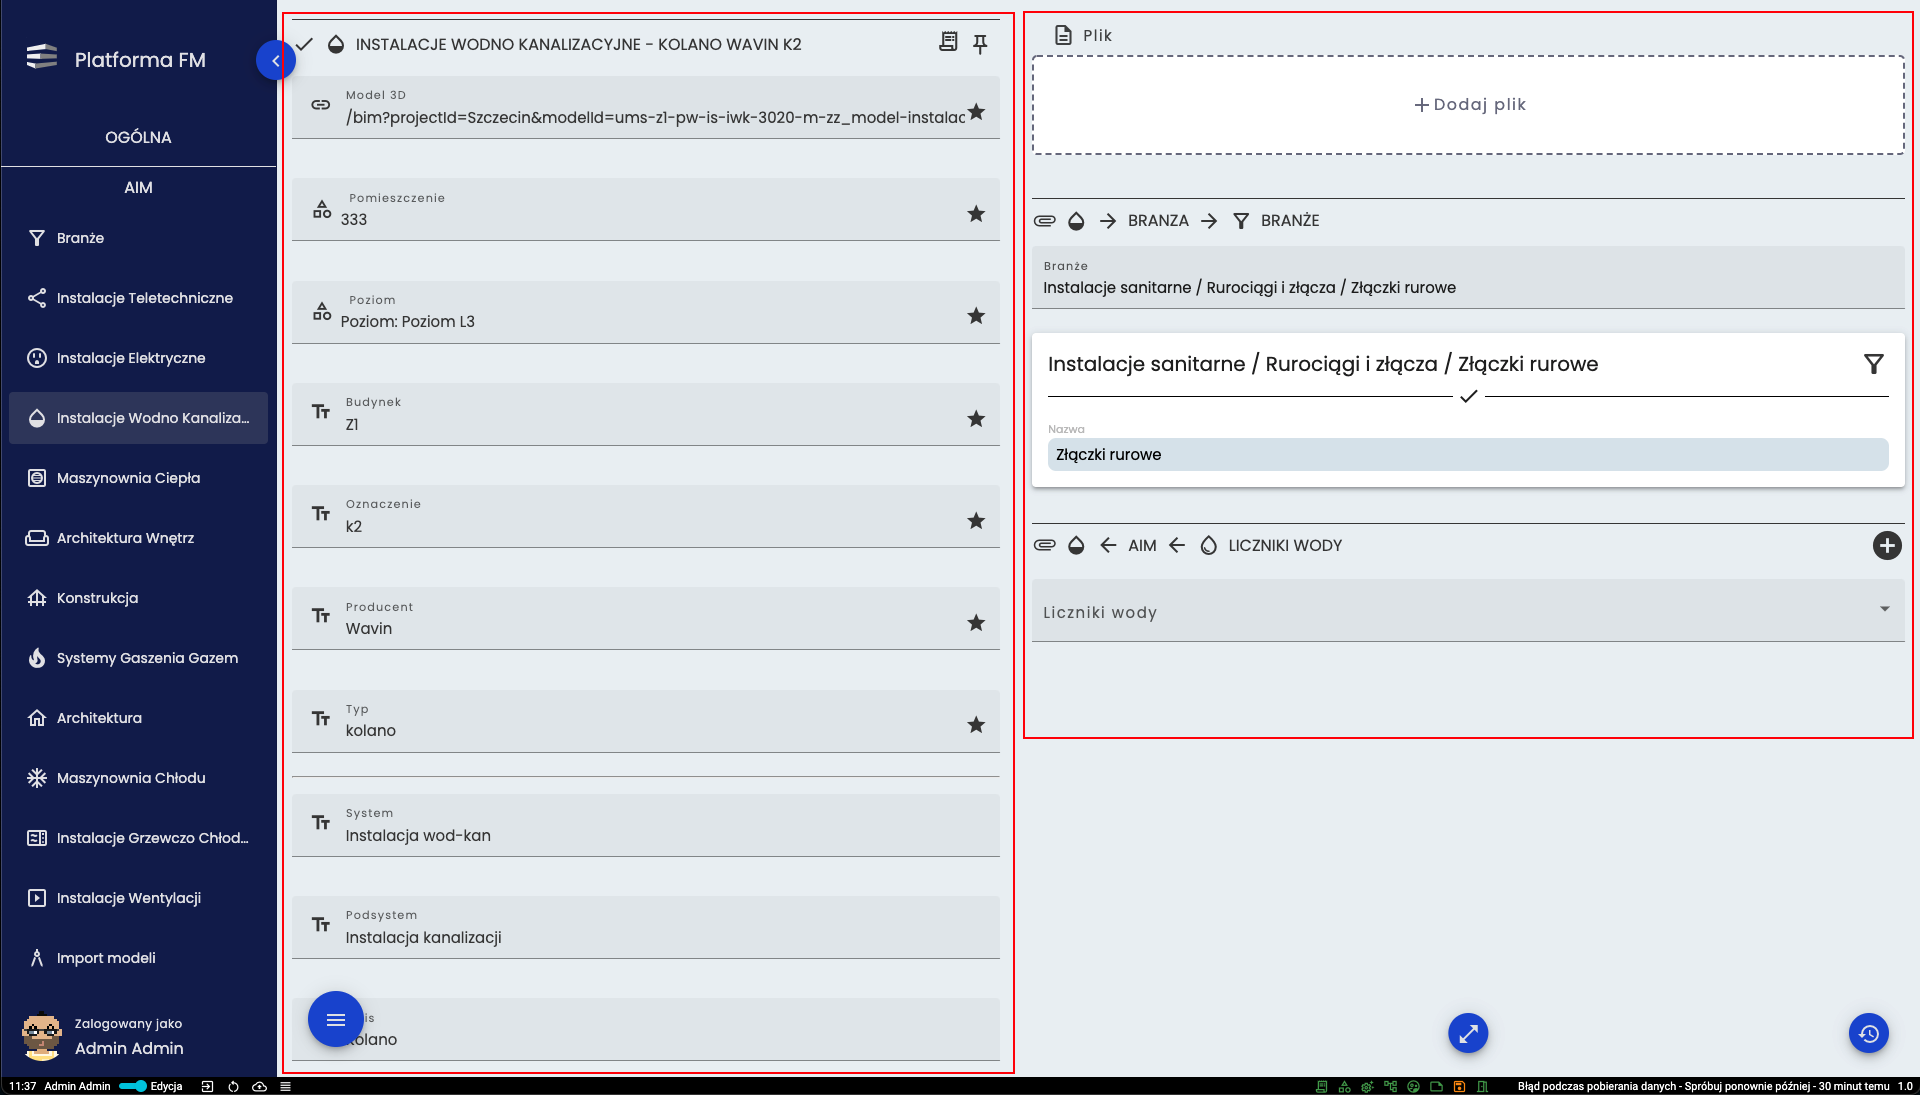 Platforma FM
OGÓLNA
AIM
Branże
Instalacje Teletechniczne
Instalacje Elektryczne
Instalacje Wodno Kanaliza...
Maszynownia Ciepła
Architektura Wnętrz
Konstrukcja
Systemy Gaszenia Gazem
Architektura
Maszynownia Chłodu
Instalacje Grzewczo Chłod...
Instalacje Wentylacji
Import modeli
Zalogowany jako
Admin Admin
INSTALACJE WODNO KANALIZACYJNE - KOLANO WAVIN K2
Model 3D
/bim?projectId=Szczecin&modelId=ums-z1-pw-is-iwk-3020-m-zz_model-instalac
Pomieszczenie
333
Poziom
Poziom: Poziom L3
Budynek
Z1
Oznaczenie
k2
Producent
Wavin
Typ
kolano
System
Instalacja wod-kan
Podsystem
Instalacja kanalizacji
is
kolano
Plik
Dodaj plik
BRANZA BRANŻE
Branże
Instalacje sanitarne / Rurociągi i złącza / Złączki rurowe
Instalacje sanitarne / Rurociągi i złącza / Złączki rurowe
Nazwa
Złączki rurowe
AIM LICZNIKI WODY
Liczniki wody
11:37 Admin Admin Edycja
Błąd podczas pobierania danych - Spróbuj ponownie później - 30 minut temu 1.0